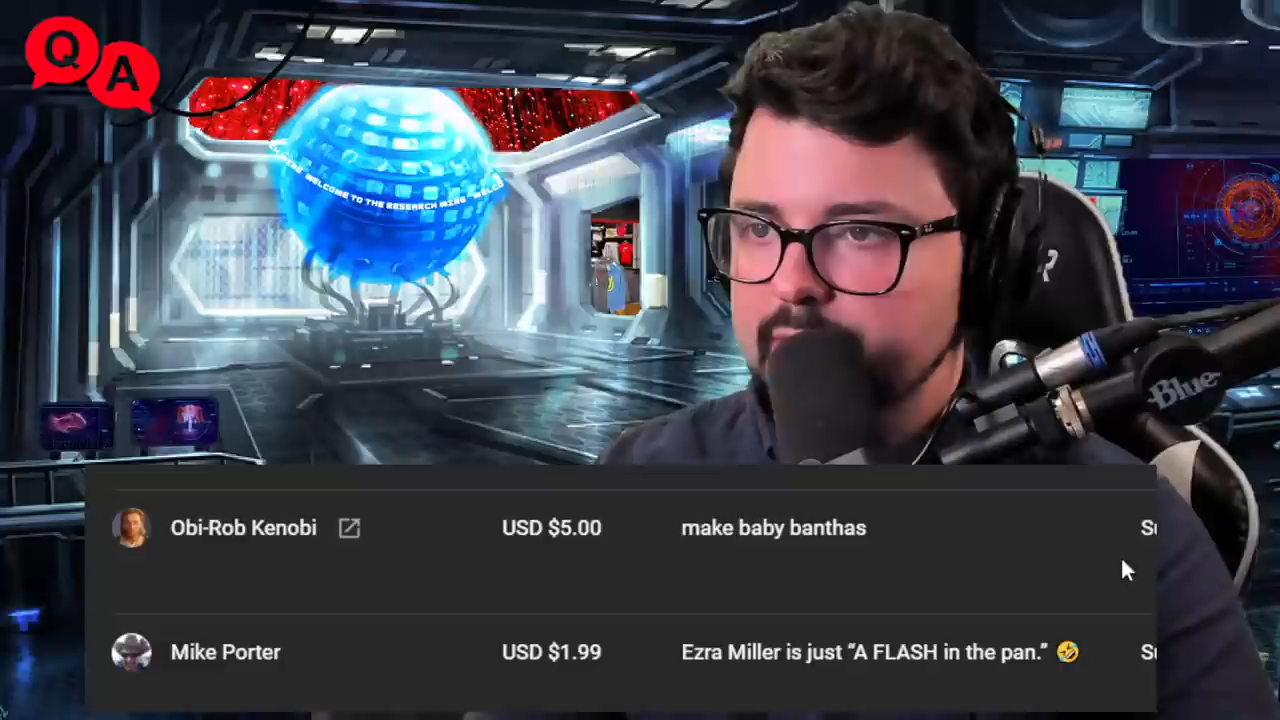 Q A
WELCOME TO THE RESEARCH WING
Blue
Obi-Rob Kenobi USD $5.00 make baby banthas
Mike Porter USD $1.99 Ezra Miller is just “A FLASH in the pan.” 🤣